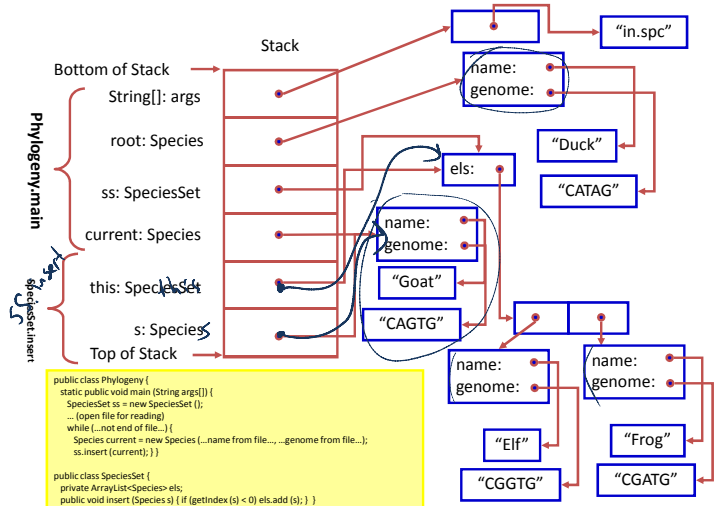 Stack
"in.spc"
Bottom of Stack
name:
genome:
String[]: args
Phylogeny.main
root: Species
"Duck"
els:
ss: SpeciesSet
"CATAG"
name:
genome:
current: Species
"Goat"
this: SpeciesSet
insert
SpeciesSet.insert
SS
"CAGTG"
s: Species
Top of Stack
name:
genome:
name:
genome:
"Elf"
"Frog"
"CGGTG"
"CGATG"
public class Phylogeny {
static public void main (String args[]) {
SpeciesSet ss = new SpeciesSet ();
... (open file for reading)
while (...not end of file...) {
Species current = new Species (...name from file..., ...genome from file...);
ss.insert (current); } }
public class SpeciesSet {
private ArrayList<Species> els;
public void insert (Species s) { if (getIndex (s) < 0) els.add (s); } }